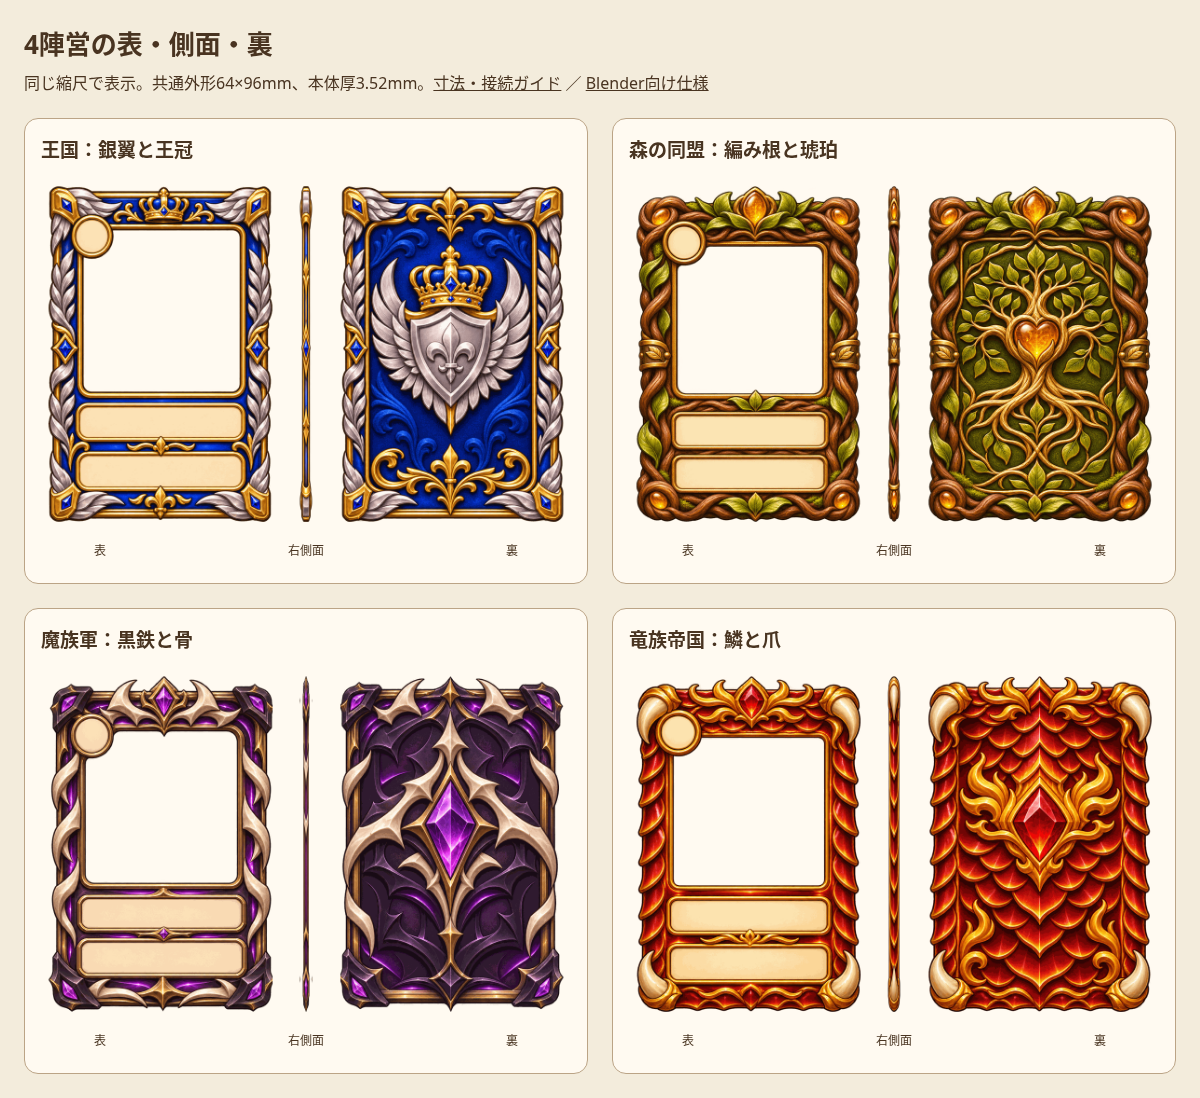 4陣営の表・側面・裏
同じ縮尺で表示。共通外形64×96mm、本体厚3.52mm。寸法・接続ガイド ／ Blender向け仕様
王国：銀翼と王冠
表 右側面 裏
森の同盟：編み根と琥珀
表 右側面 裏
魔族軍：黒鉄と骨
表 右側面 裏
竜族帝国：鱗と爪
表 右側面 裏